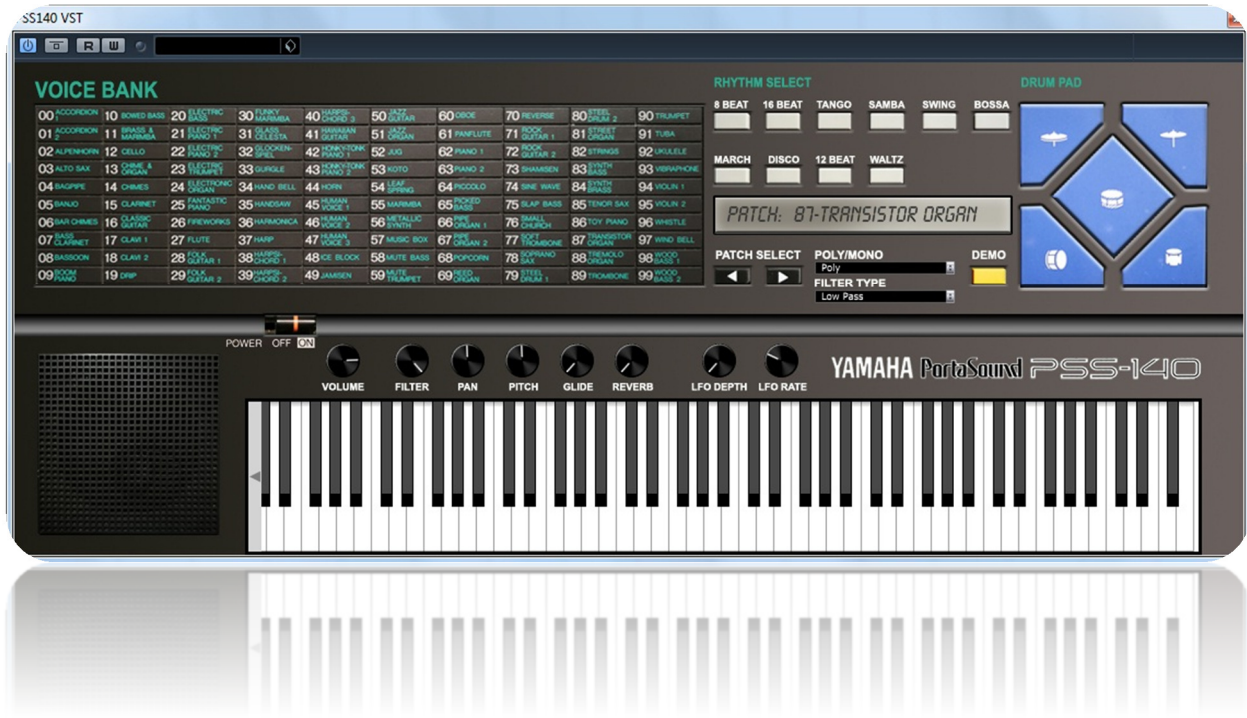 SS140 VST
R W
VOICE BANK
00 ACCORDION 10 BOWED BASS 20 ELECTRIC BASS 30 FUNKY MARIMBA 40 HARPSI-CHORD 3 50 JAZZ GUITAR 60 OBOE 70 REVERSE 80 STEEL DRUM 2 90 TRUMPET
01 ACCORDION 2 11 BRASS & MARIMBA 21 ELECTRIC PIANO 1 31 GLASS CELESTA 41 HAWAIIAN GUITAR 51 JAZZ ORGAN 61 PANFLUTE 71 ROCK GUITAR 1 81 STREET ORGAN 91 TUBA
02 ALPENHORN 12 CELLO 22 ELECTRIC PIANO 2 32 GLOCKEN-SPIEL 42 HONKY-TONK PIANO 1 52 JUG 62 PIANO 1 72 ROCK GUITAR 2 82 STRINGS 92 UKULELE
03 ALTO SAX 13 CHIME & ORGAN 23 ELECTRIC TRUMPET 33 GURGLE 43 HONKY-TONK PIANO 2 53 KOTO 63 PIANO 2 73 SHAMISEN 83 SYNTH BASS 93 VIBRAPHONE
04 BAGPIPE 14 CHIMES 24 ELECTRONIC ORGAN 34 HAND BELL 44 HORN 54 LEAF SPRING 64 PICCOLO 74 SINE WAVE 84 SYNTH BRASS 94 VIOLIN 1
05 BANJO 15 CLARINET 25 FANTASTIC PIANO 35 HANDSAW 45 HUMAN VOICE 1 55 MARIMBA 65 PICKED BASS 75 SLAP BASS 85 TENOR SAX 95 VIOLIN 2
06 BAR CHIMES 16 CLASSIC GUITAR 26 FIREWORKS 36 HARMONICA 46 HUMAN VOICE 2 56 METALLIC SYNTH 66 PIPE ORGAN 1 76 SMALL CHURCH 86 TOY PIANO 96 WHISTLE
07 BASS CLARINET 17 CLAVI 1 27 FLUTE 37 HARP 47 HUMAN VOICE 3 57 MUSIC BOX 67 PIPE ORGAN 2 77 SOFT TROMBONE 87 TRANSISTOR ORGAN 97 WIND BELL
08 BASSOON 18 CLAVI 2 28 FOLK GUITAR 1 38 HARPSI-CHORD 1 48 ICE BLOCK 58 MUTE BASS 68 POPCORN 78 SOPRANO SAX 88 TREMOLO ORGAN 98 WOOD BASS 1
09 BOOM PIANO 19 DRIP 29 FOLK GUITAR 2 39 HARPSI-CHORD 2 49 JAMISEN 59 MUTE TRUMPET 69 REED ORGAN 79 STEEL DRUM 1 89 TROMBONE 99 WOOD BASS 2
RHYTHM SELECT
8 BEAT 16 BEAT TANGO SAMBA SWING BOSSA
MARCH DISCO 12 BEAT WALTZ
PATCH: 87-TRANSISTOR ORGAN
PATCH SELECT
POLY/MONO
Poly
FILTER TYPE
Low Pass
DEMO
DRUM PAD
POWER OFF ON
VOLUME FILTER PAN PITCH GLIDE REVERB LFO DEPTH LFO RATE
YAMAHA PortaSound PSS-140